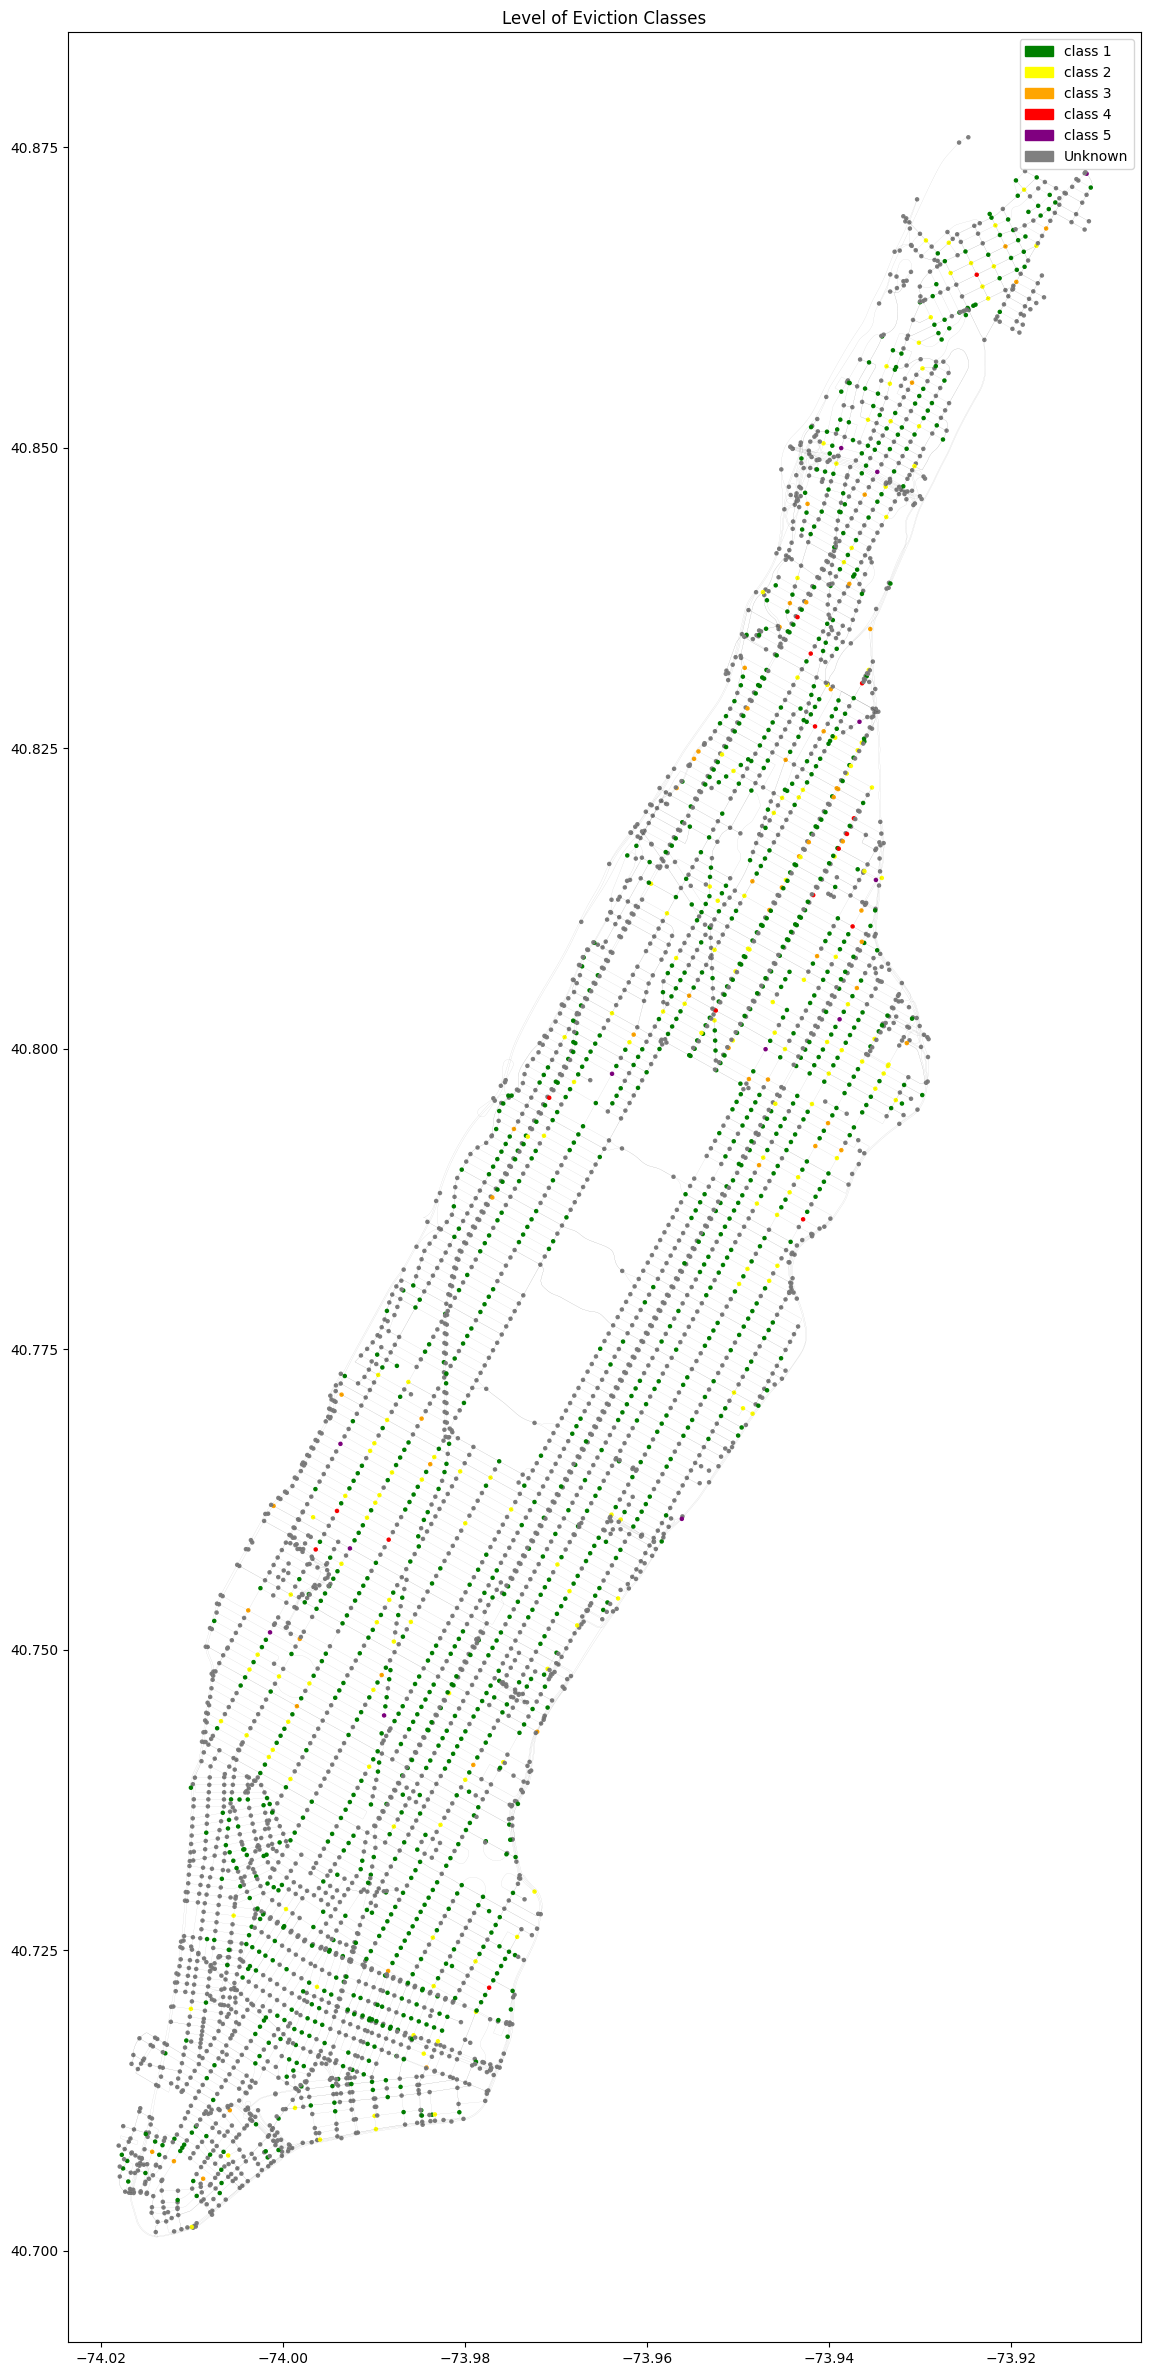 Level of Eviction Classes
class 1
class 2
class 3
class 4
class 5
Unknown
40.875
40.850
40.825
40.800
40.775
40.750
40.725
40.700
−74.02 −74.00 −73.98 −73.96 −73.94 −73.92